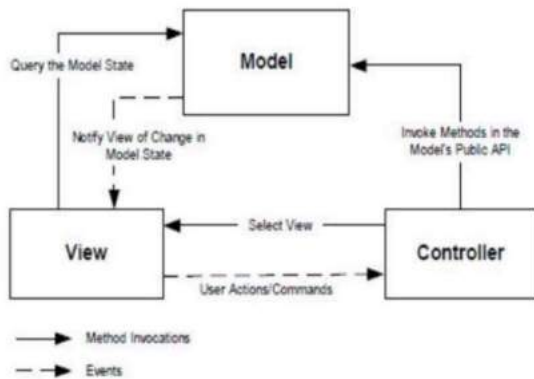 Model
Query the Model State
Notify View of Change in
Model State
Invoke Methods in the
Model's Public API
View
Select View
Controller
User Actions/Commands
Method Invocations
Events